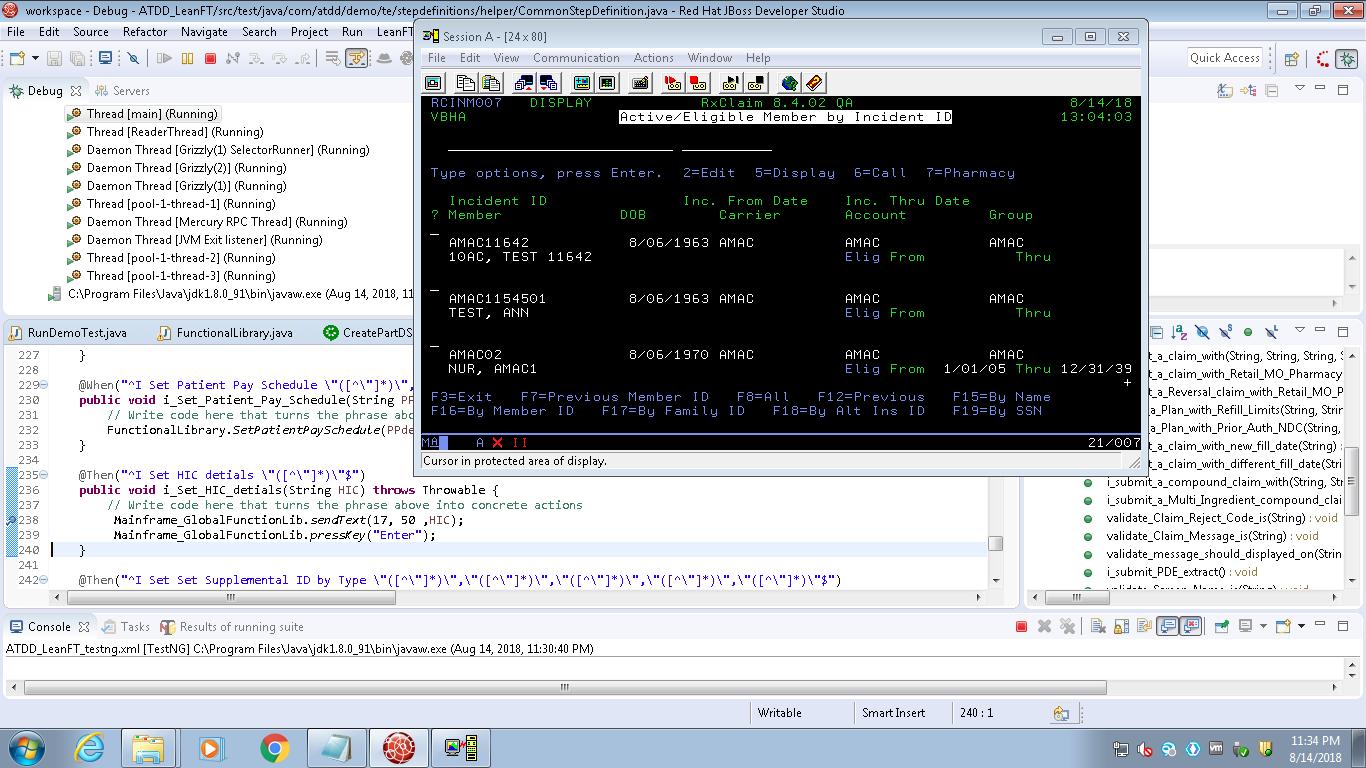 workspace - Debug - ATDD_LeanFT/src/test/java/com/atdd/demo/te/stepdefinitions/helper/CommonStepDefinition.java - Red Hat JBoss Developer Studio
File Edit Source Refactor Navigate Search Project Run LeanFT
Quick Access
Debug Servers
Thread [main] (Running)
Thread [ReaderThread] (Running)
Daemon Thread [Grizzly(1) SelectorRunner] (Running)
Daemon Thread [Grizzly(2)] (Running)
Daemon Thread [Grizzly(1)] (Running)
Thread [pool-1-thread-1] (Running)
Daemon Thread [Mercury RPC Thread] (Running)
Daemon Thread [JVM Exit listener] (Running)
Thread [pool-1-thread-2] (Running)
Thread [pool-1-thread-3] (Running)
C:\Program Files\Java\jdk1.8.0_91\bin\javaw.exe (Aug 14, 2018, 11
Session A - [24 x 80]
File Edit View Communication Actions Window Help
RCINM007 DISPLAY RxClaim 8.4.02 QA 8/14/18
VBHA Active/Eligible Member by Incident ID 13:04:03
Type options, press Enter. 2=Edit 5=Display 6=Call 7=Pharmacy
Incident ID Inc. From Date Inc. Thru Date
? Member DOB Carrier Account Group
AMAC11642 8/06/1963 AMAC AMAC AMAC
10AC, TEST 11642 Elig From Thru
AMAC1154501 8/06/1963 AMAC AMAC AMAC
TEST, ANN Elig From Thru
AMAC02 8/06/1970 AMAC AMAC AMAC
NUR, AMAC1 Elig From 1/01/05 Thru 12/31/39
+
F3=Exit F7=Previous Member ID F8=All F12=Previous F15=By Name
F16=By Member ID F17=By Family ID F18=By Alt Ins ID F19=By SSN
MA A II 21/007
Cursor in protected area of display.
RunDemoTest.java FunctionalLibrary.java CreatePartDS
227 }
228
229 @When("^I Set Patient Pay Schedule \"([^\"]*)\",
230 public void i_Set_Patient_Pay_Schedule(String PP
231 // Write code here that turns the phrase abov
232 FunctionalLibrary.SetPatientPaySchedule(PPde
233 }
234
235 @Then("^I Set HIC detials \"([^\"]*)\"$")
236 public void i_Set_HIC_detials(String HIC) throws Throwable {
237 // Write code here that turns the phrase above into concrete actions
238 Mainframe_GlobalFunctionLib.sendText(17, 50 ,HIC);
239 Mainframe_GlobalFunctionLib.pressKey("Enter");
240 }
241
242 @Then("^I Set Set Supplemental ID by Type \"([^\"]*)\",\"([^\"]*)\",\"([^\"]*)\",\"([^\"]*)\",\"([^\"]*)\"$")
t_a_claim_with(String, String, Str
t_a_claim_with_Retail_MO_Pharmacy
t_a_Reversal_claim_with_Retail_MO
_a_Plan_with_Refill_Limits(String, Str
_a_Plan_with_Prior_Auth_NDC(String)
t_a_claim_with_new_fill_date(String) :
t_a_claim_with_different_fill_date(Stri
i_submit_a_compound_claim_with(String, St
i_submit_a_Multi_Ingredient_compound_clai
validate_Claim_Reject_Code_is(String) : void
validate_Claim_Message_is(String) : void
validate_message_should_displayed_on(Strin
i_submit_PDE_extract() : void
validate_Screen_Name_is(String) : void
Console Tasks Results of running suite
ATDD_LeanFT_testng.xml [TestNG] C:\Program Files\Java\jdk1.8.0_91\bin\javaw.exe (Aug 14, 2018, 11:30:40 PM)
Writable Smart Insert 240 : 1
11:34 PM
8/14/2018